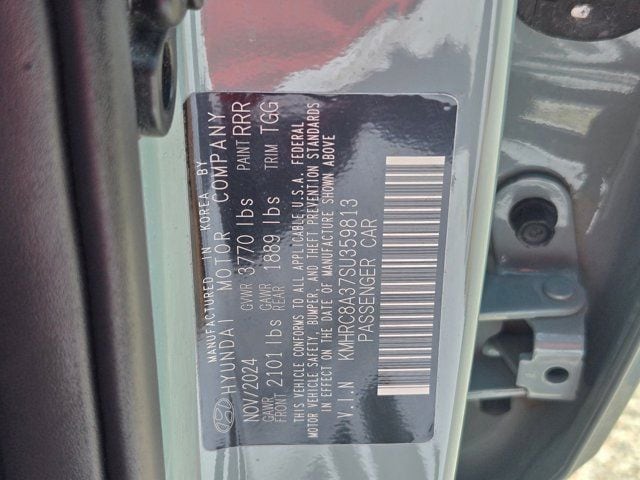 MANUFACTURED IN KOREA BY
HYUNDAI MOTOR COMPANY
NOV/2024 GVWR 3770 lbs PAINT RRR
GAWR FRONT 2101 lbs GAWR REAR 1889 lbs TRIM TGG
THIS VEHICLE CONFORMS TO ALL APPLICABLE U.S.A. FEDERAL
MOTOR VEHICLE SAFETY, BUMPER, AND THEFT PREVENTION STANDARDS
IN EFFECT ON THE DATE OF MANUFACTURE SHOWN ABOVE
V.I.N KMHRC8A37SU359813
PASSENGER CAR